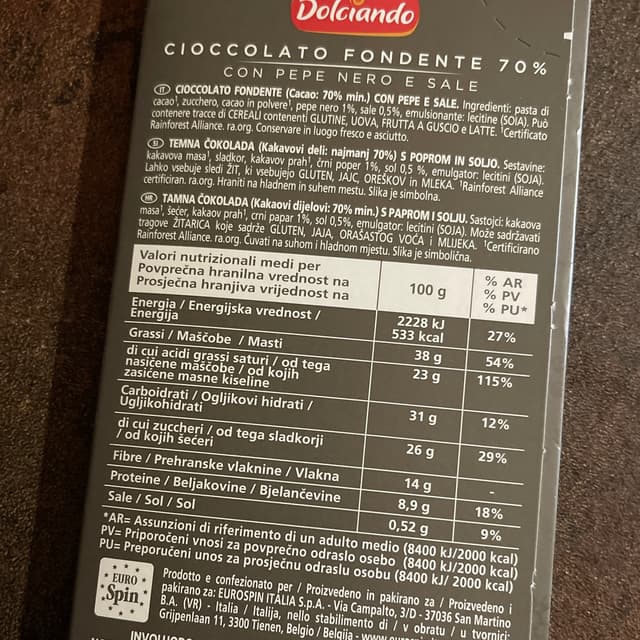 Dolciando
CIOCCOLATO FONDENTE 70%
CON PEPE NERO E SALE
IT CIOCCOLATO FONDENTE (Cacao: 70% min.) CON PEPE E SALE. Ingredienti: pasta di
cacao¹, zucchero, cacao in polvere¹, pepe nero 1%, sale 0,5%, emulsionante: lecitine (SOIA). Può
contenere tracce di CEREALI contenenti GLUTINE, UOVA, FRUTTA A GUSCIO e LATTE. ¹Certificato
Rainforest Alliance. ra.org. Conservare in luogo fresco e asciutto.
SI TEMNA ČOKOLADA (Kakavovi deli: najmanj 70%) S POPROM IN SOLJO. Sestavine:
kakavova masa¹, sladkor, kakavov prah¹, črni poper 1%, sol 0,5 %, emulgator: lecitini (SOJA).
Lahko vsebuje sledi ŽIT, ki vsebujejo GLUTEN, JAJC, OREŠKOV in MLEKA. ¹Rainforest Alliance
certificiran. ra.org. Hraniti na hladnem in suhem mestu. Slika je simbolna.
HR TAMNA ČOKOLADA (Kakaovi dijelovi: 70% min.) S PAPROM I SOLJU. Sastojci: kakaova
masa¹, šećer, kakaov prah¹, crni papar 1%, sol 0,5%, emulgator: lecitini (SOJA). Može sadržavati
tragove ŽITARICA koje sadrže GLUTEN, JAJA, ORAŠASTOG VOĆA i MLIJEKA. ¹Certificirano
Rainforest Alliance. ra.org. Čuvati na suhom i hladnom mjestu. Slika je simbolična.
Valori nutrizionali medi per
Povprečna hranilna vrednost na
Prosječna hranjiva vrijednost na
100 g
% AR
% PV
% PU*
Energia / Energijska vrednost /
Energija
2228 kJ
533 kcal
27%
Grassi / Maščobe / Masti
38 g
54%
di cui acidi grassi saturi / od tega
nasičene maščobe / od kojih
zasićene masne kiseline
23 g
115%
Carboidrati / Ogljikovi hidrati /
Ugljikohidrati
31 g
12%
di cui zuccheri / od tega sladkorji
/ od kojih šećeri
26 g
29%
Fibre / Prehranske vlaknine / Vlakna
14 g
-
Proteine / Beljakovine / Bjelančevine
8,9 g
18%
Sale / Sol / Sol
0,52 g
9%
*AR= Assunzioni di riferimento di un adulto medio (8400 kJ/2000 kcal)
PV= Priporočeni vnosi za povprečno odraslo osebo (8400 kJ/2000 kcal)
PU= Preporučeni unos za prosječnu odraslu osobu (8400 kJ/ 2000 kcal)
EURO
Spin
Prodotto e confezionato per / Proizvedeno in pakirano za / Proizvedeno i
pakirano za: EUROSPIN ITALIA S.p.A. - Via Campalto, 3/D - 37036 San Martino
B.A. (VR) - Italia / Italija, nello stabilimento di / v obratu / u tvornici:
Grijpenlaan 11, 3300 Tienen, Belgio / Belgija -